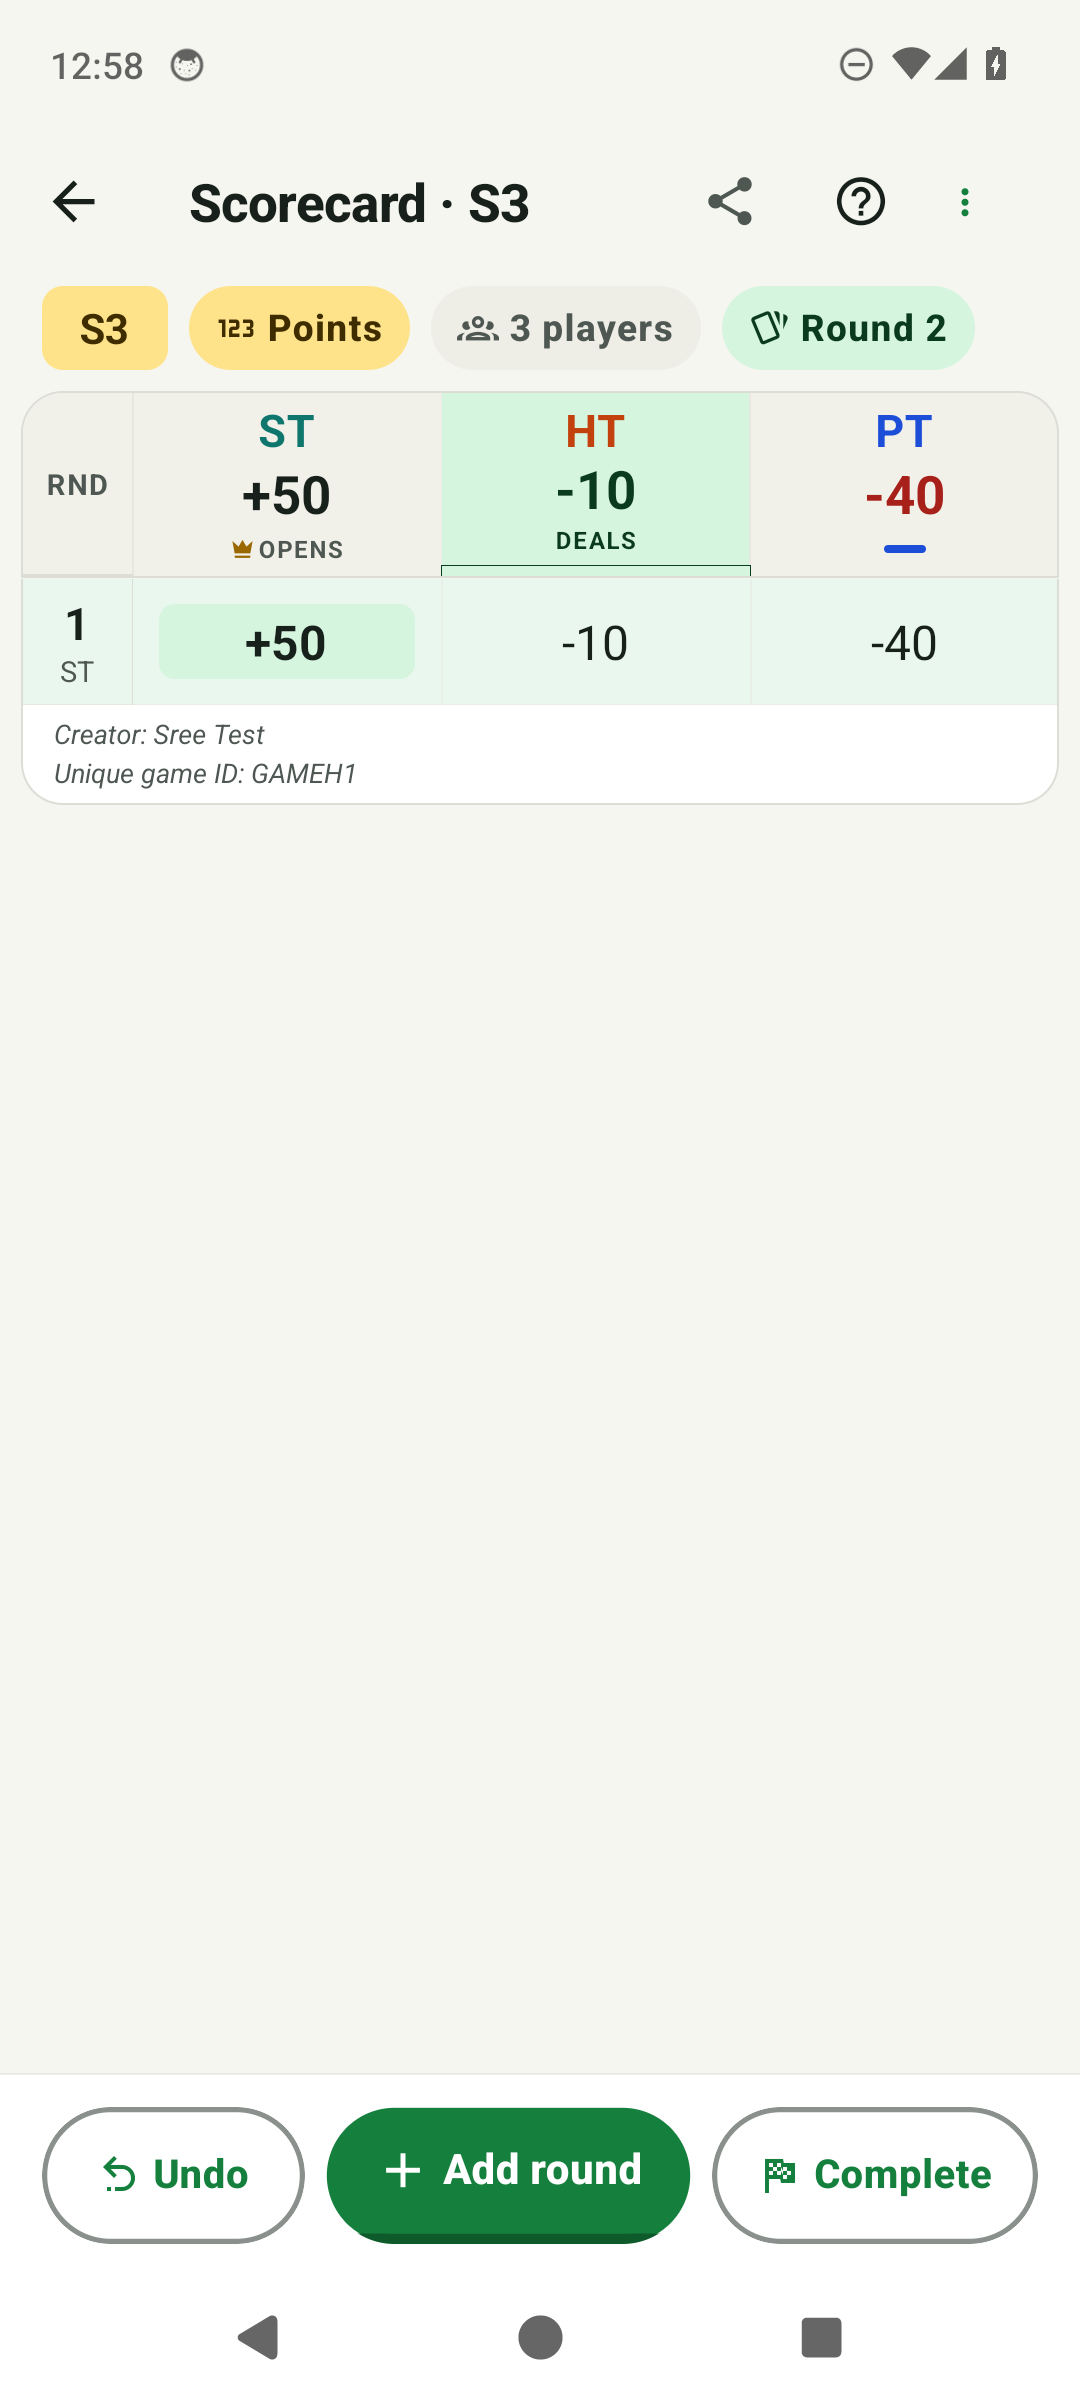 12:58
Scorecard · S3
S3
123 Points
3 players
Round 2
RND
ST
+50
OPENS
HT
-10
DEALS
PT
-40
1
ST
+50
-10
-40
Creator: Sree Test
Unique game ID: GAMEH1
Undo
+ Add round
Complete